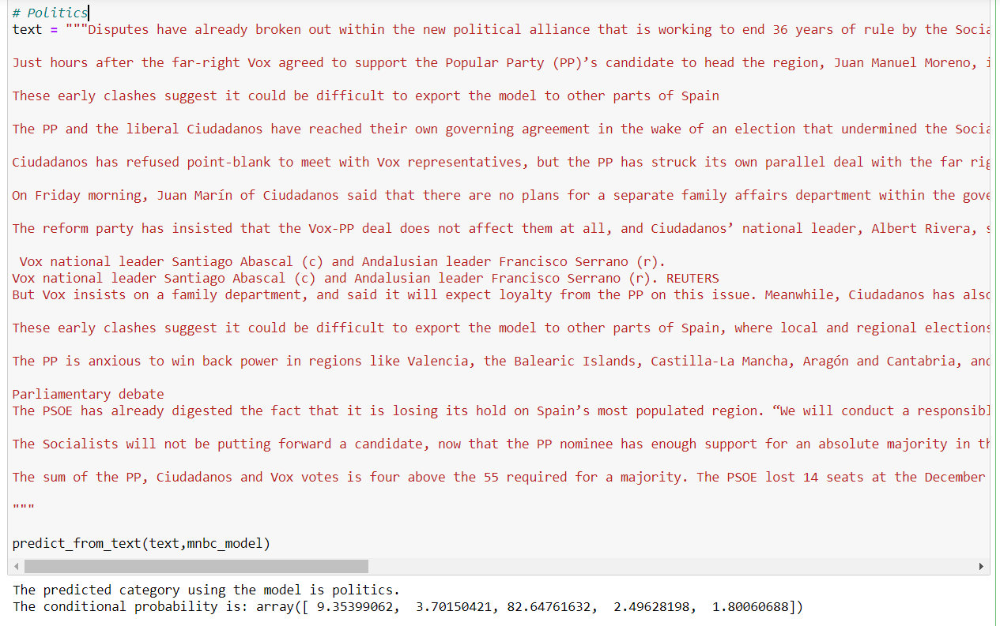 # Politics
text = """Disputes have already broken out within the new political alliance that is working to end 36 years of rule by the
Just hours after the far-right Vox agreed to support the Popular Party (PP)’s candidate to head the region, Juan Manuel Moreno,
These early clashes suggest it could be difficult to export the model to other parts of Spain
The PP and the liberal Ciudadanos have reached their own governing agreement in the wake of an election that undermined the
Ciudadanos has refused point-blank to meet with Vox representatives, but the PP has struck its own parallel deal with the far
On Friday morning, Juan Marín of Ciudadanos said that there are no plans for a separate family affairs department within the
The reform party has insisted that the Vox-PP deal does not affect them at all, and Ciudadanos’ national leader, Albert Rivera,
Vox national leader Santiago Abascal (c) and Andalusian leader Francisco Serrano (r).
Vox national leader Santiago Abascal (c) and Andalusian leader Francisco Serrano (r). REUTERS
But Vox insists on a family department, and said it will expect loyalty from the PP on this issue. Meanwhile, Ciudadanos has
These early clashes suggest it could be difficult to export the model to other parts of Spain, where local and regional elections
The PP is anxious to win back power in regions like Valencia, the Balearic Islands, Castilla-La Mancha, Aragón and Cantabria,
Parliamentary debate
The PSOE has already digested the fact that it is losing its hold on Spain’s most populated region. “We will conduct a
The Socialists will not be putting forward a candidate, now that the PP nominee has enough support for an absolute majority in
The sum of the PP, Ciudadanos and Vox votes is four above the 55 required for a majority. The PSOE lost 14 seats at the December
"""
predict_from_text(text,mnbc_model)
The predicted category using the model is politics.
The conditional probability is: array([ 9.35399062,  3.70150421, 82.64761632,  2.49628198,  1.80060688])